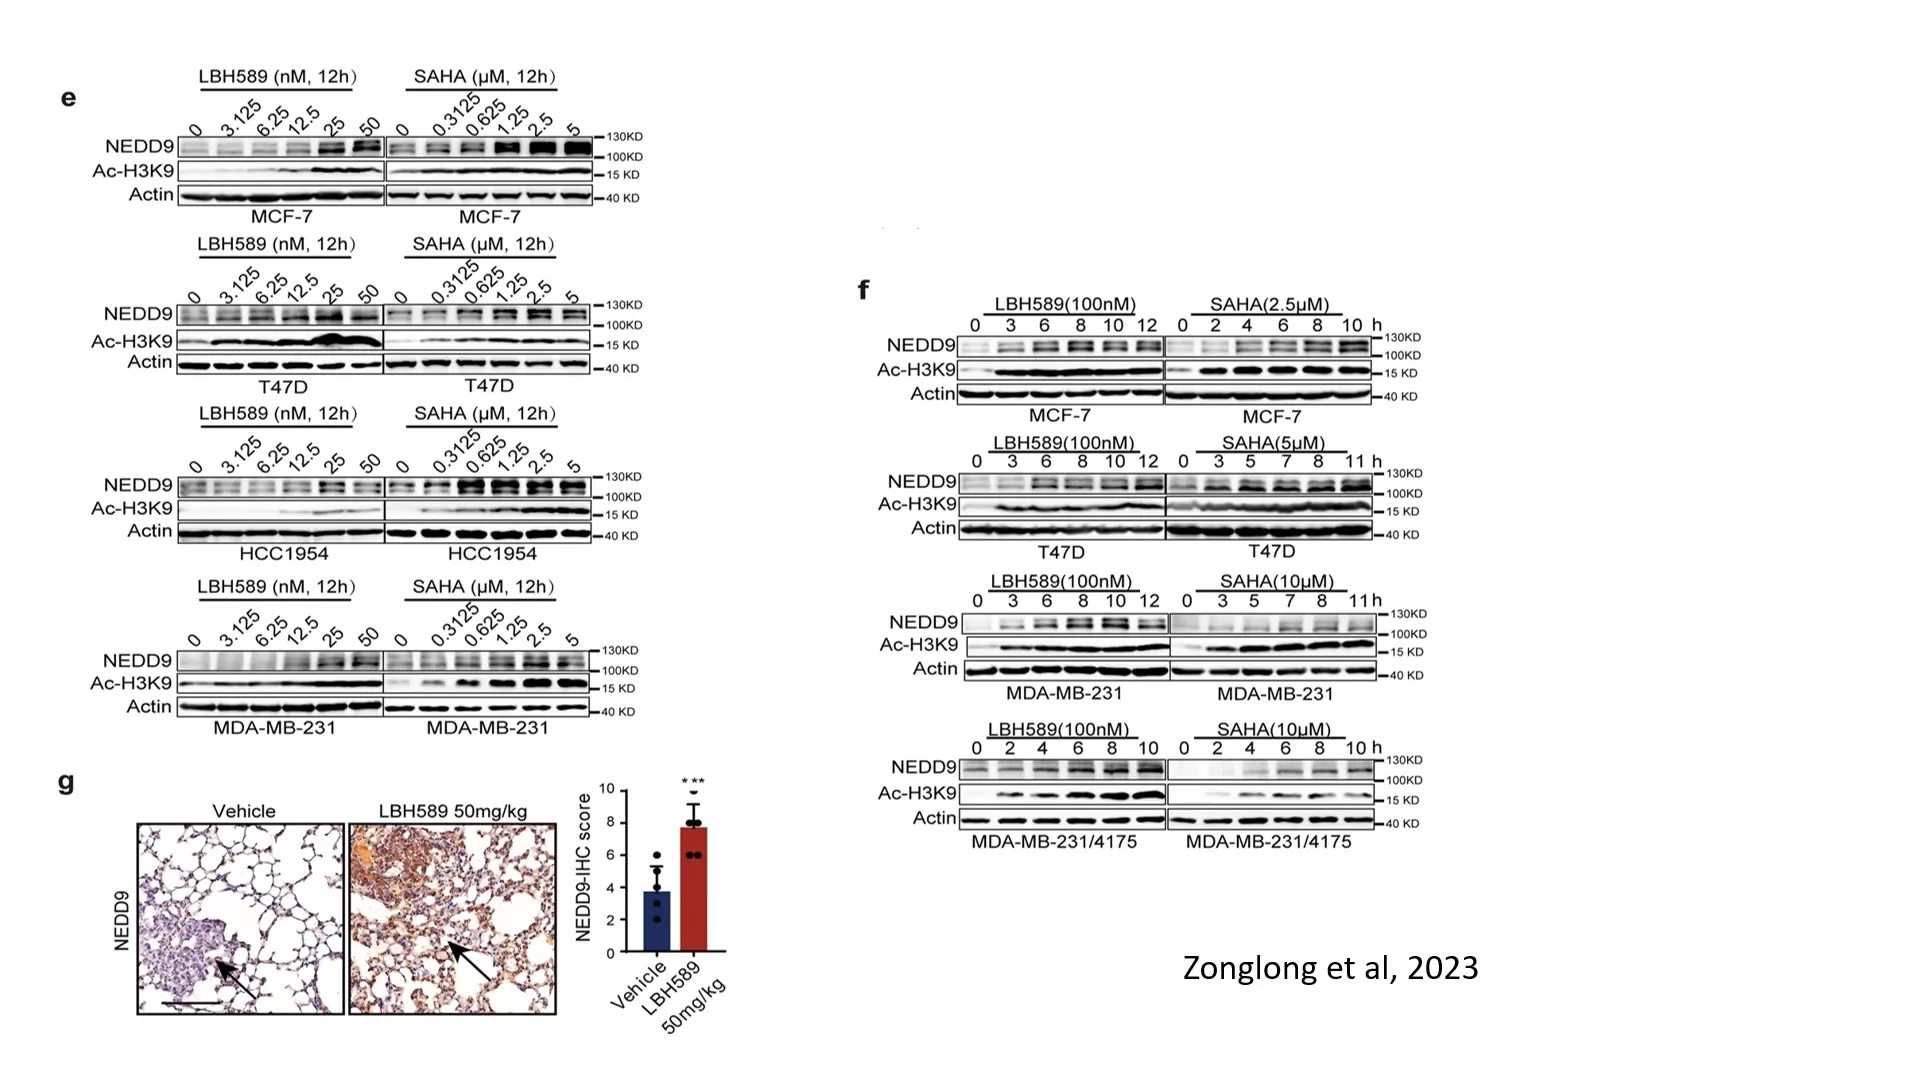 e
LBH589 (nM, 12h) SAHA (µM, 12h)
0 3.125 6.25 12.5 25 50 0 0.3125 0.625 1.25 2.5 5
NEDD9 130KD
100KD
Ac-H3K9 15 KD
Actin 40 KD
MCF-7 MCF-7
LBH589 (nM, 12h) SAHA (µM, 12h)
0 3.125 6.25 12.5 25 50 0 0.3125 0.625 1.25 2.5 5
NEDD9 130KD
100KD
Ac-H3K9 15 KD
Actin 40 KD
T47D T47D
LBH589 (nM, 12h) SAHA (µM, 12h)
0 3.125 6.25 12.5 25 50 0 0.3125 0.625 1.25 2.5 5
NEDD9 130KD
100KD
Ac-H3K9 15 KD
Actin 40 KD
HCC1954 HCC1954
LBH589 (nM, 12h) SAHA (µM, 12h)
0 3.125 6.25 12.5 25 50 0 0.3125 0.625 1.25 2.5 5
NEDD9 130KD
100KD
Ac-H3K9 15 KD
Actin 40 KD
MDA-MB-231 MDA-MB-231
f
LBH589(100nM) SAHA(2.5µM)
0 3 6 8 10 12 0 2 4 6 8 10 h
NEDD9 130KD
100KD
Ac-H3K9 15 KD
Actin 40 KD
MCF-7 MCF-7
LBH589(100nM) SAHA(5µM)
0 3 6 8 10 12 0 3 5 7 8 11 h
NEDD9 130KD
100KD
Ac-H3K9 15 KD
Actin 40 KD
T47D T47D
LBH589(100nM) SAHA(10µM)
0 3 6 8 10 12 0 3 5 7 8 11 h
NEDD9 130KD
100KD
Ac-H3K9 15 KD
Actin 40 KD
MDA-MB-231 MDA-MB-231
LBH589(100nM) SAHA(10µM)
0 2 4 6 8 10 0 2 4 6 8 10 h
NEDD9 130KD
100KD
Ac-H3K9 15 KD
Actin 40 KD
MDA-MB-231/4175 MDA-MB-231/4175
g
Vehicle LBH589 50mg/kg
NEDD9
NEDD9-IHC score
10
8
6
4
2
0
***
Vehicle
LBH589
50mg/kg
Zonglong et al, 2023